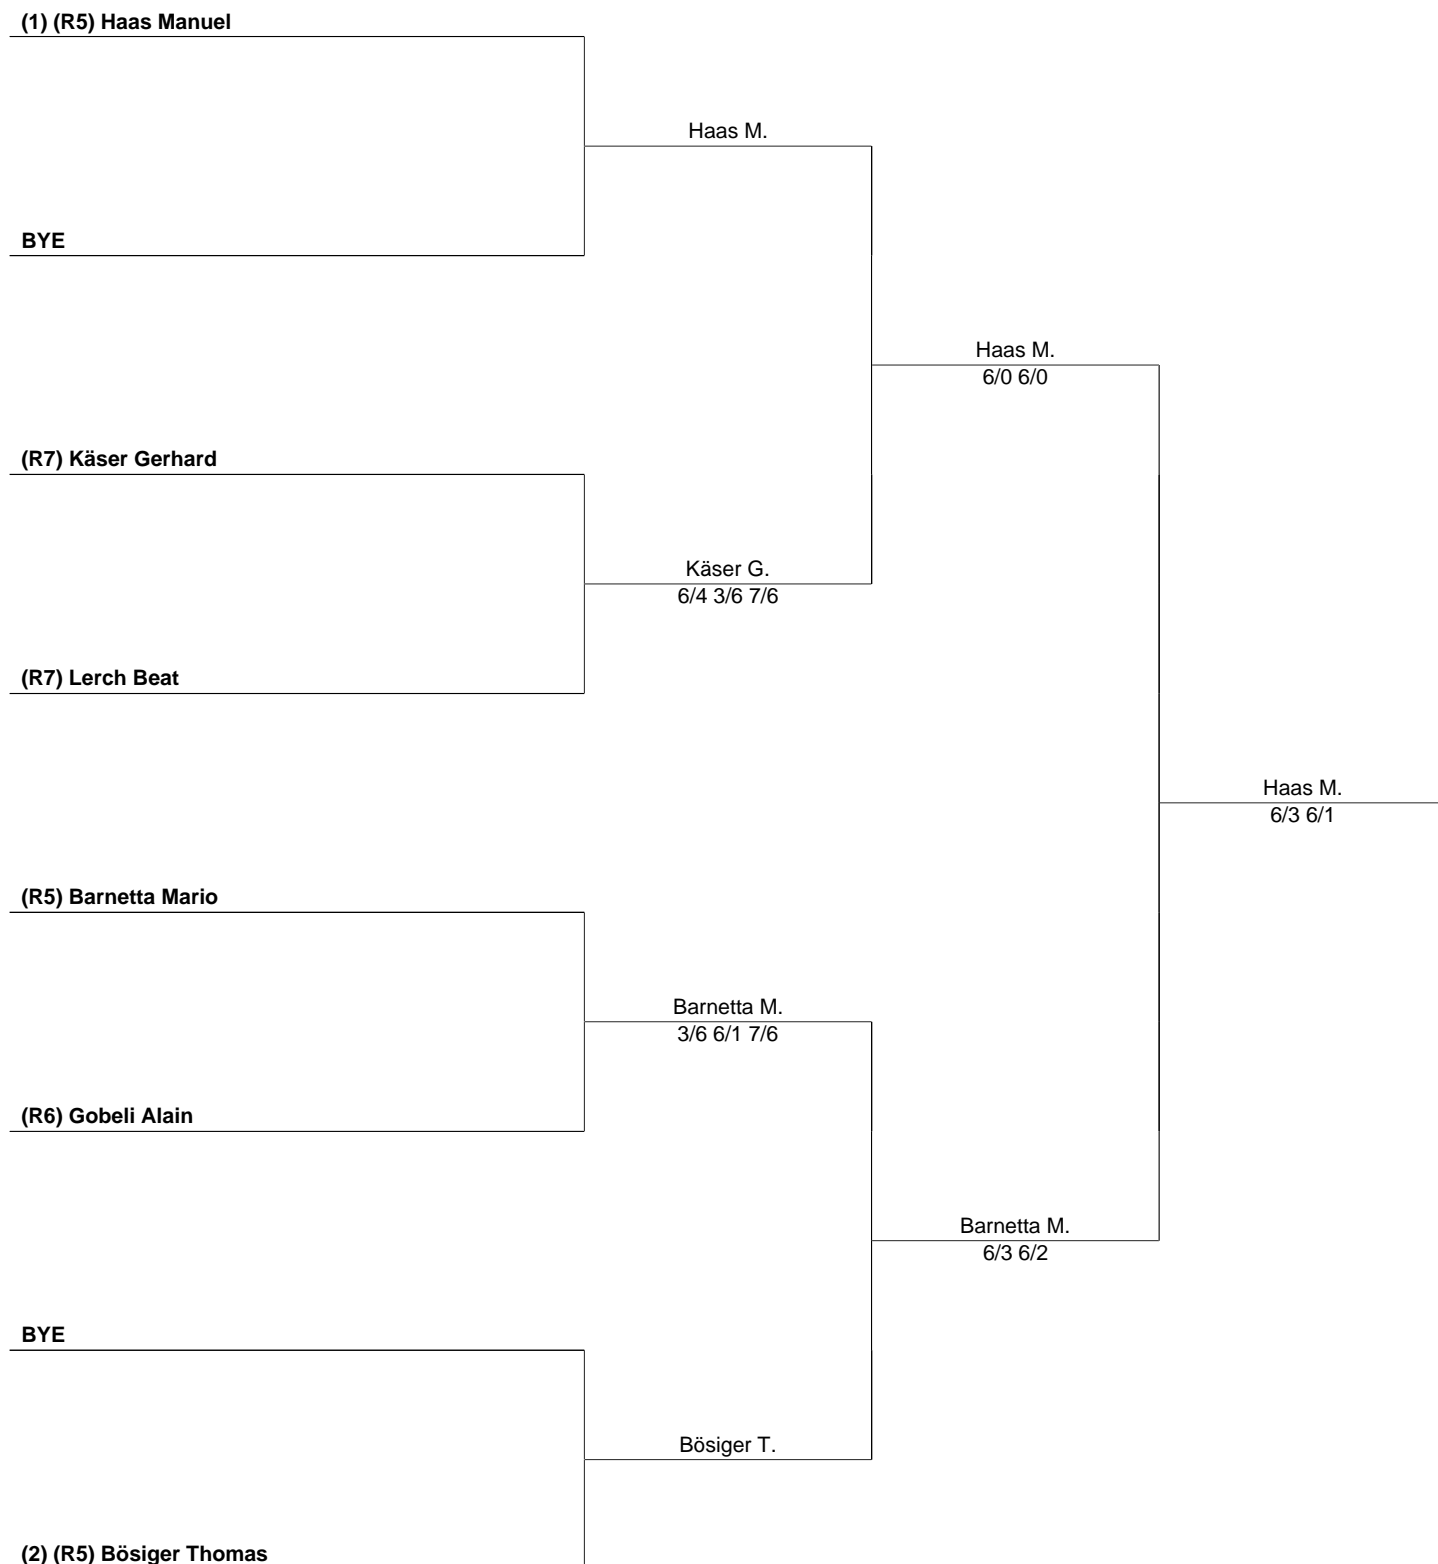 (1) (R5) Haas Manuel
Haas M.
BYE
Haas M.
6/0 6/0
(R7) Käser Gerhard
Käser G.
6/4 3/6 7/6
(R7) Lerch Beat
Haas M.
6/3 6/1
(R5) Barnetta Mario
Barnetta M.
3/6 6/1 7/6
(R6) Gobeli Alain
Barnetta M.
6/3 6/2
BYE
Bösiger T.
(2) (R5) Bösiger Thomas